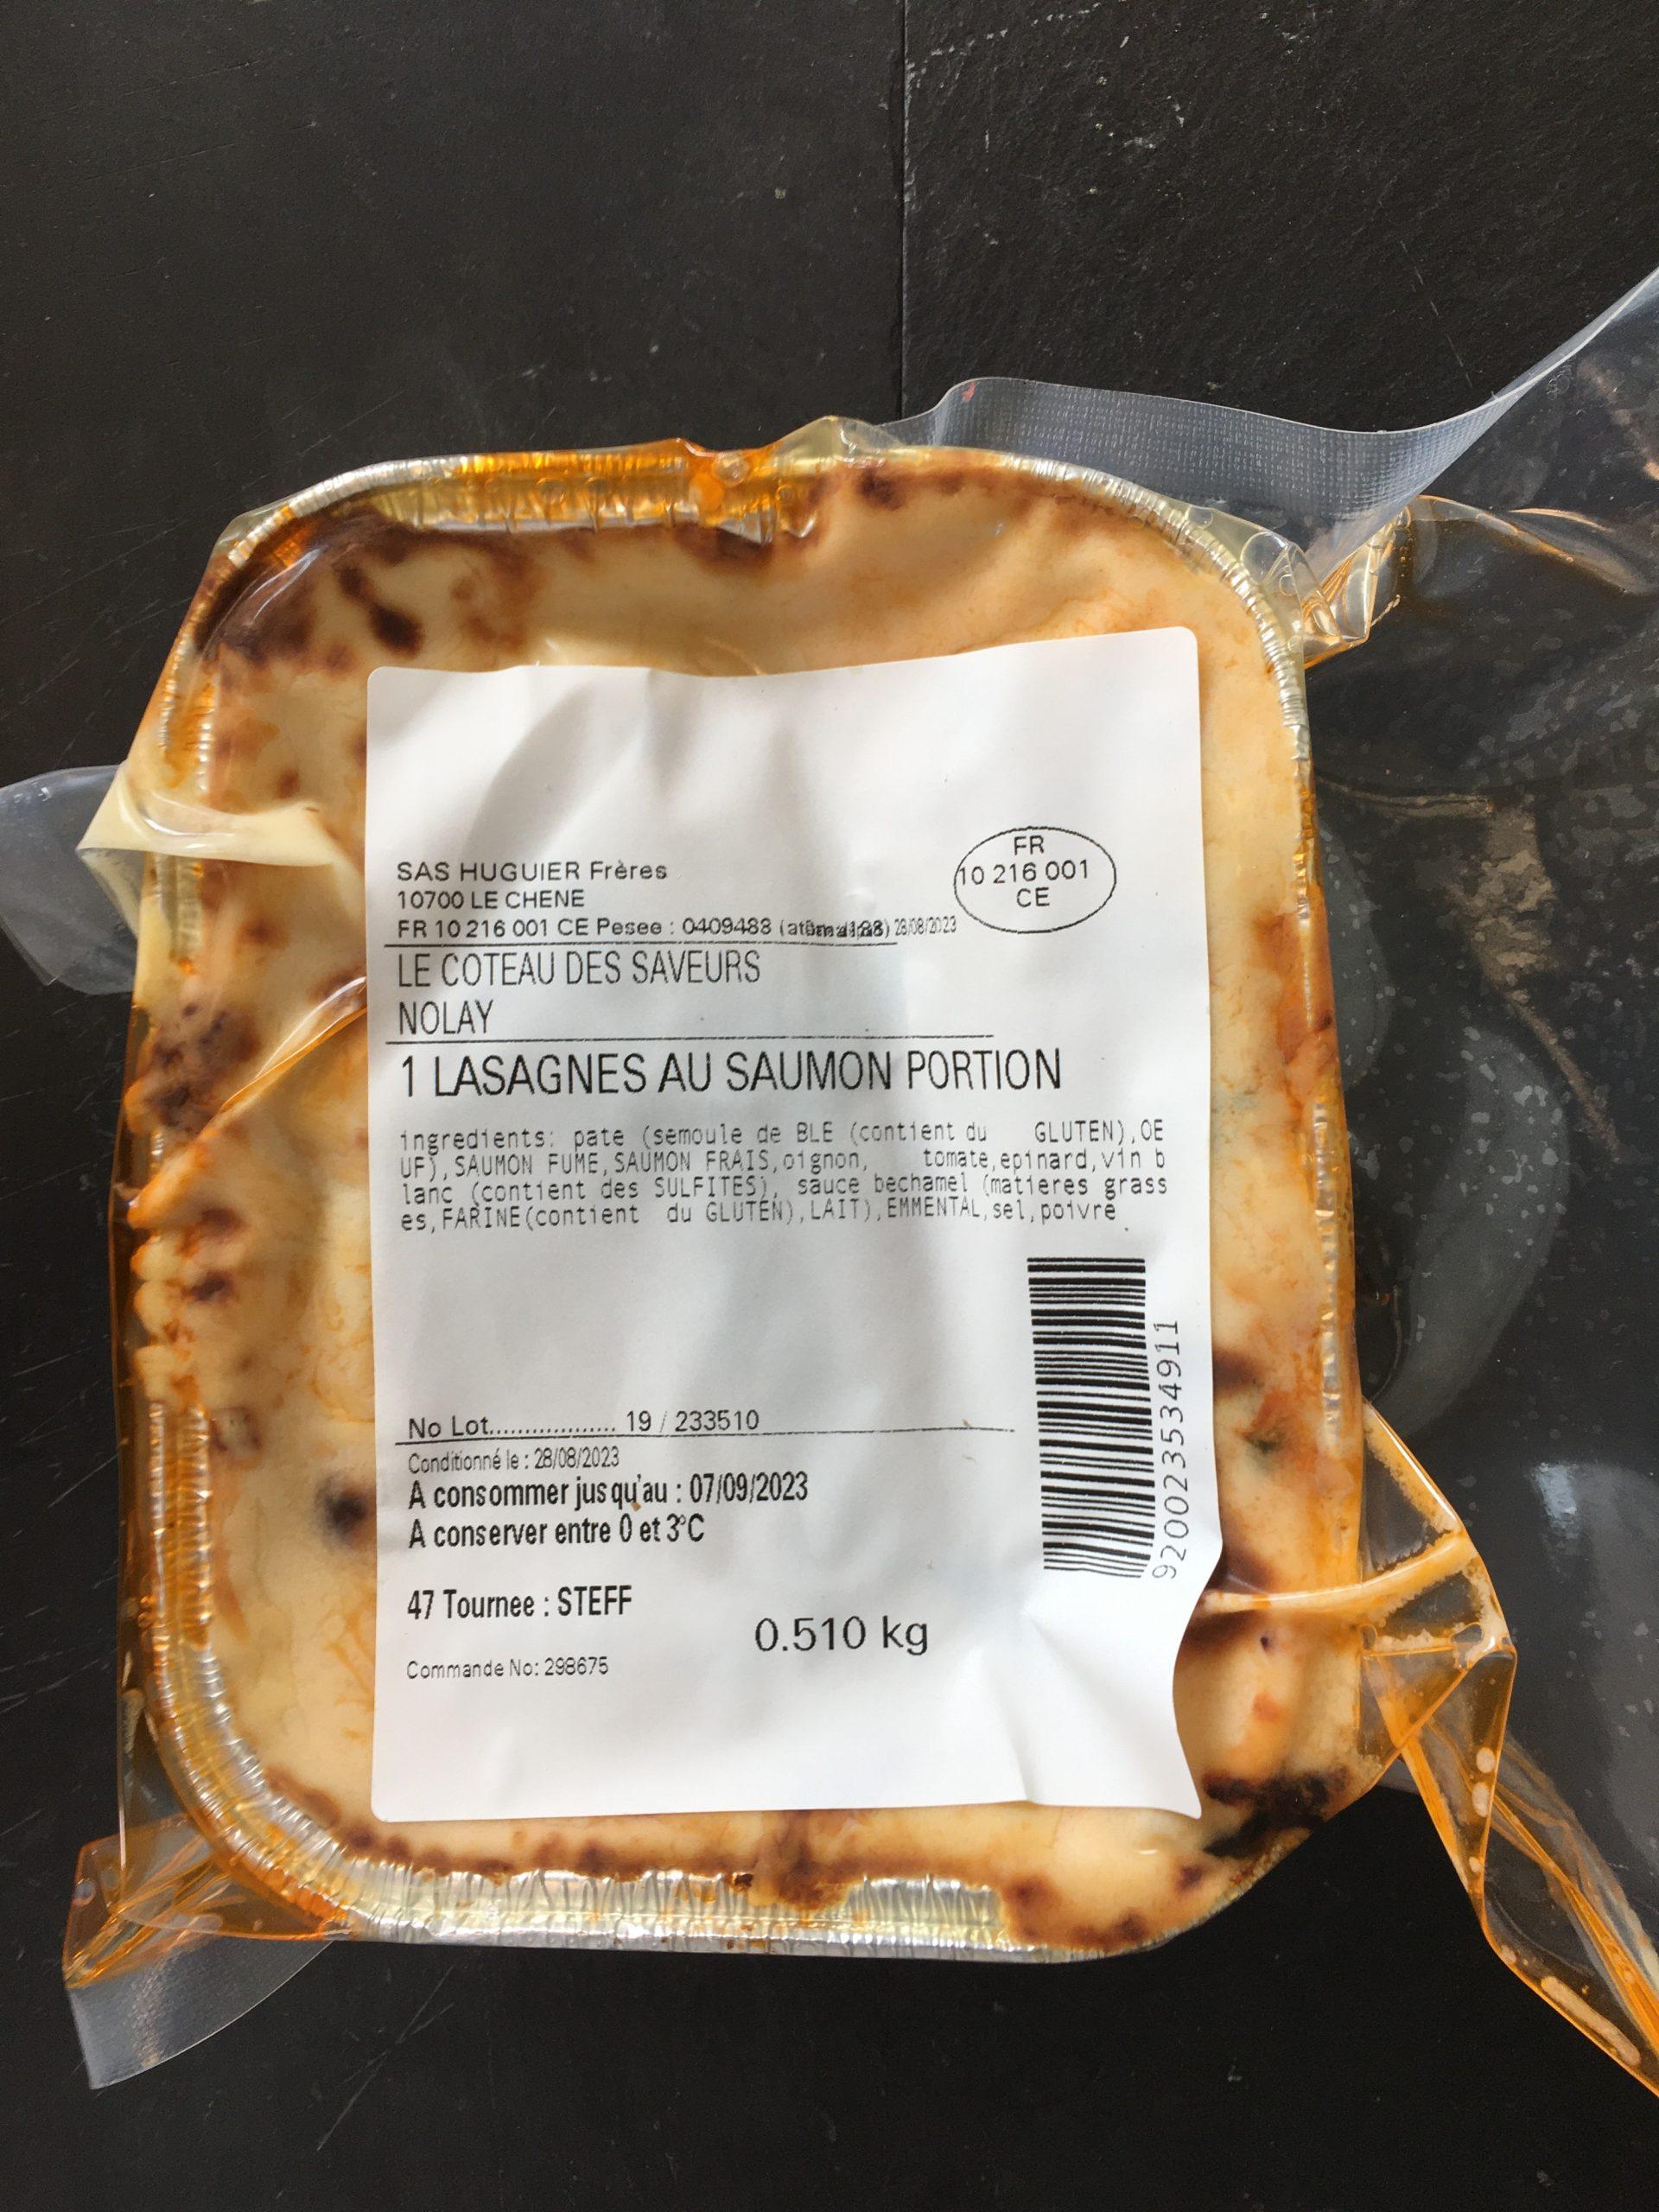 SAS HUGUIER Frères
10700 LE CHENE
FR
10 216 001
CE
FR 10 216 001 CE Pesee : 0409488 28/08/2023
LE COTEAU DES SAVEURS
NOLAY
1 LASAGNES AU SAUMON PORTION
ingredients: pate (semoule de BLE (contient du GLUTEN),OE
UF),SAUMON FUME,SAUMON FRAIS,oignon, tomate,epinard,vin b
lanc (contient des SULFITES), sauce bechamel (matieres grass
es,FARINE(contient du GLUTEN),LAIT),EMMENTAL,sel,poivre
9200235534911
No Lot.................. 19 / 233510
Conditionné le : 28/08/2023
A consommer jusqu'au : 07/09/2023
A conserver entre 0 et 3°C
47 Tournee : STEFF
0.510 kg
Commande No: 298675